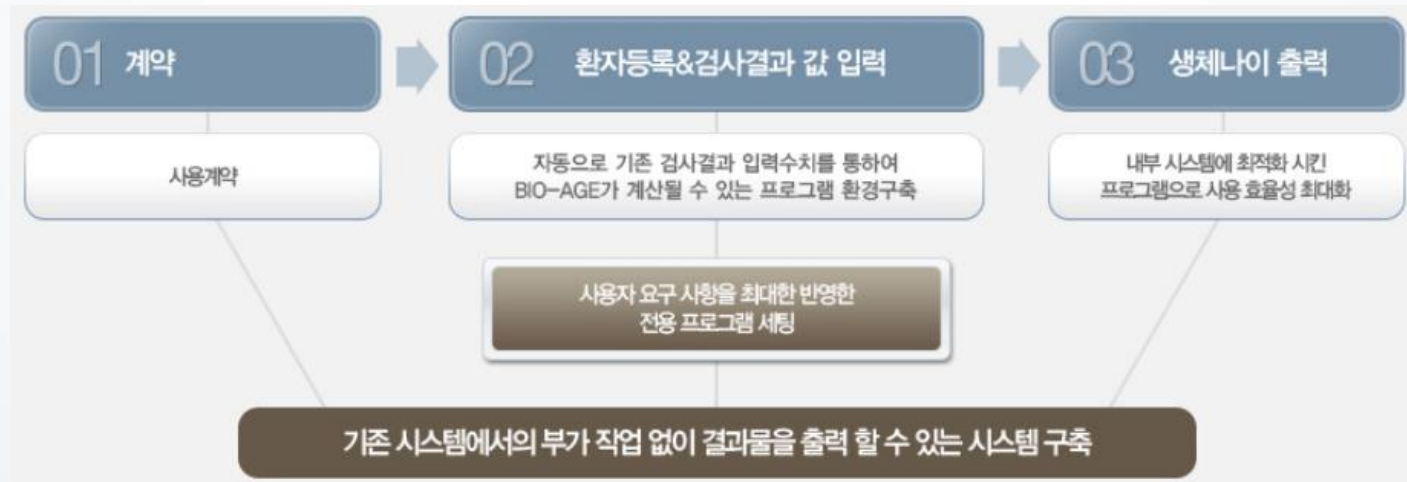 01 계약
02 환자등록&검사결과 값 입력
03 생체나이 출력
사용계약
자동으로 기존 검사결과 입력수치를 통하여
BIO-AGE가 계산될 수 있는 프로그램 환경구축
내부 시스템에 최적화 시킨
프로그램으로 사용 효율성 최대화
사용자 요구 사항을 최대한 반영한
전용 프로그램 세팅
기존 시스템에서의 부가 작업 없이 결과물을 출력 할 수 있는 시스템 구축